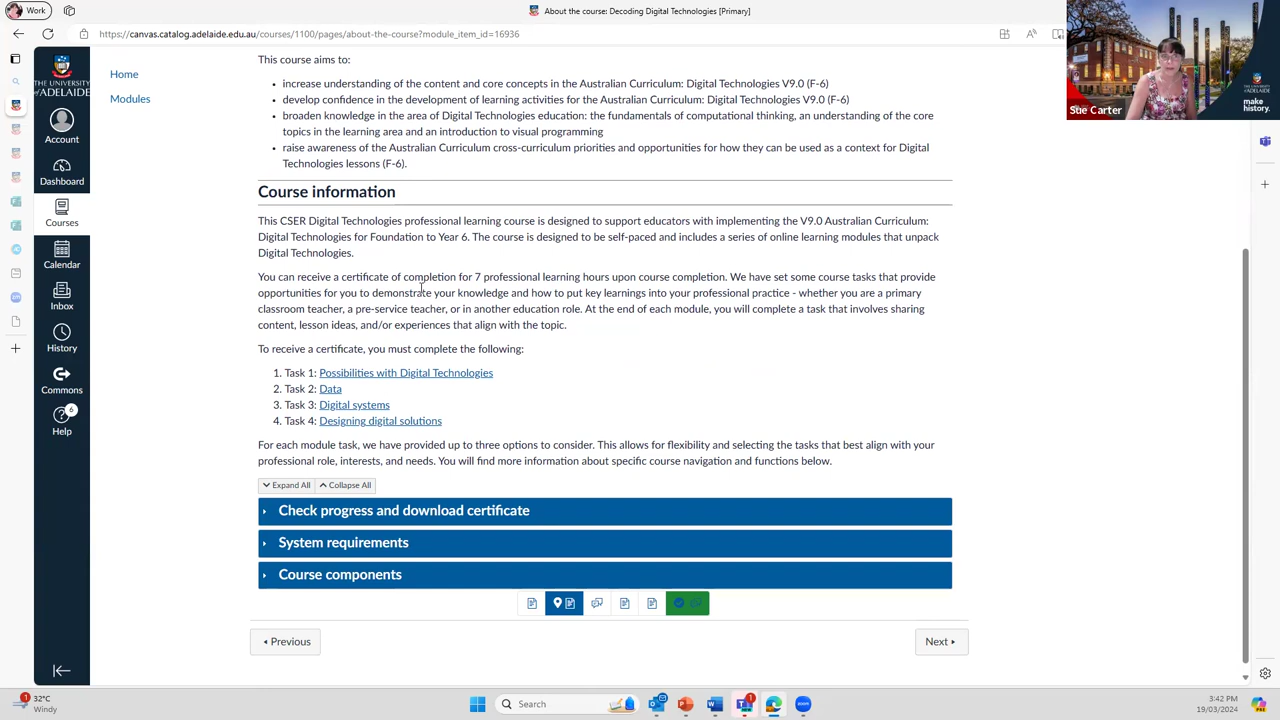 Work
About the course: Decoding Digital Technologies [Primary]
https://canvas.catalog.adelaide.edu.au/courses/1100/pages/about-the-course?module_item_id=16936
THE UNIVERSITY
of ADELAIDE
Account
Dashboard
Courses
Calendar
Inbox
History
Commons
6
Help
Home
Modules
This course aims to:
increase understanding of the content and core concepts in the Australian Curriculum: Digital Technologies V9.0 (F-6)
develop confidence in the development of learning activities for the Australian Curriculum: Digital Technologies V9.0 (F-6)
broaden knowledge in the area of Digital Technologies education: the fundamentals of computational thinking, an understanding of the core
topics in the learning area and an introduction to visual programming
raise awareness of the Australian Curriculum cross-curriculum priorities and opportunities for how they can be used as a context for Digital
Technologies lessons (F-6).
Course information
This CSER Digital Technologies professional learning course is designed to support educators with implementing the V9.0 Australian Curriculum:
Digital Technologies for Foundation to Year 6. The course is designed to be self-paced and includes a series of online learning modules that unpack
Digital Technologies.
You can receive a certificate of completion for 7 professional learning hours upon course completion. We have set some course tasks that provide
opportunities for you to demonstrate your knowledge and how to put key learnings into your professional practice - whether you are a primary
classroom teacher, a pre-service teacher, or in another education role. At the end of each module, you will complete a task that involves sharing
content, lesson ideas, and/or experiences that align with the topic.
To receive a certificate, you must complete the following:
1. Task 1: Possibilities with Digital Technologies
2. Task 2: Data
3. Task 3: Digital systems
4. Task 4: Designing digital solutions
For each module task, we have provided up to three options to consider. This allows for flexibility and selecting the tasks that best align with your
professional role, interests, and needs. You will find more information about specific course navigation and functions below.
Expand All Collapse All
Check progress and download certificate
System requirements
Course components
Previous
Next
Sue Carter
make
history.
1
32°C
Windy
Search
1
3:42 PM
19/03/2024